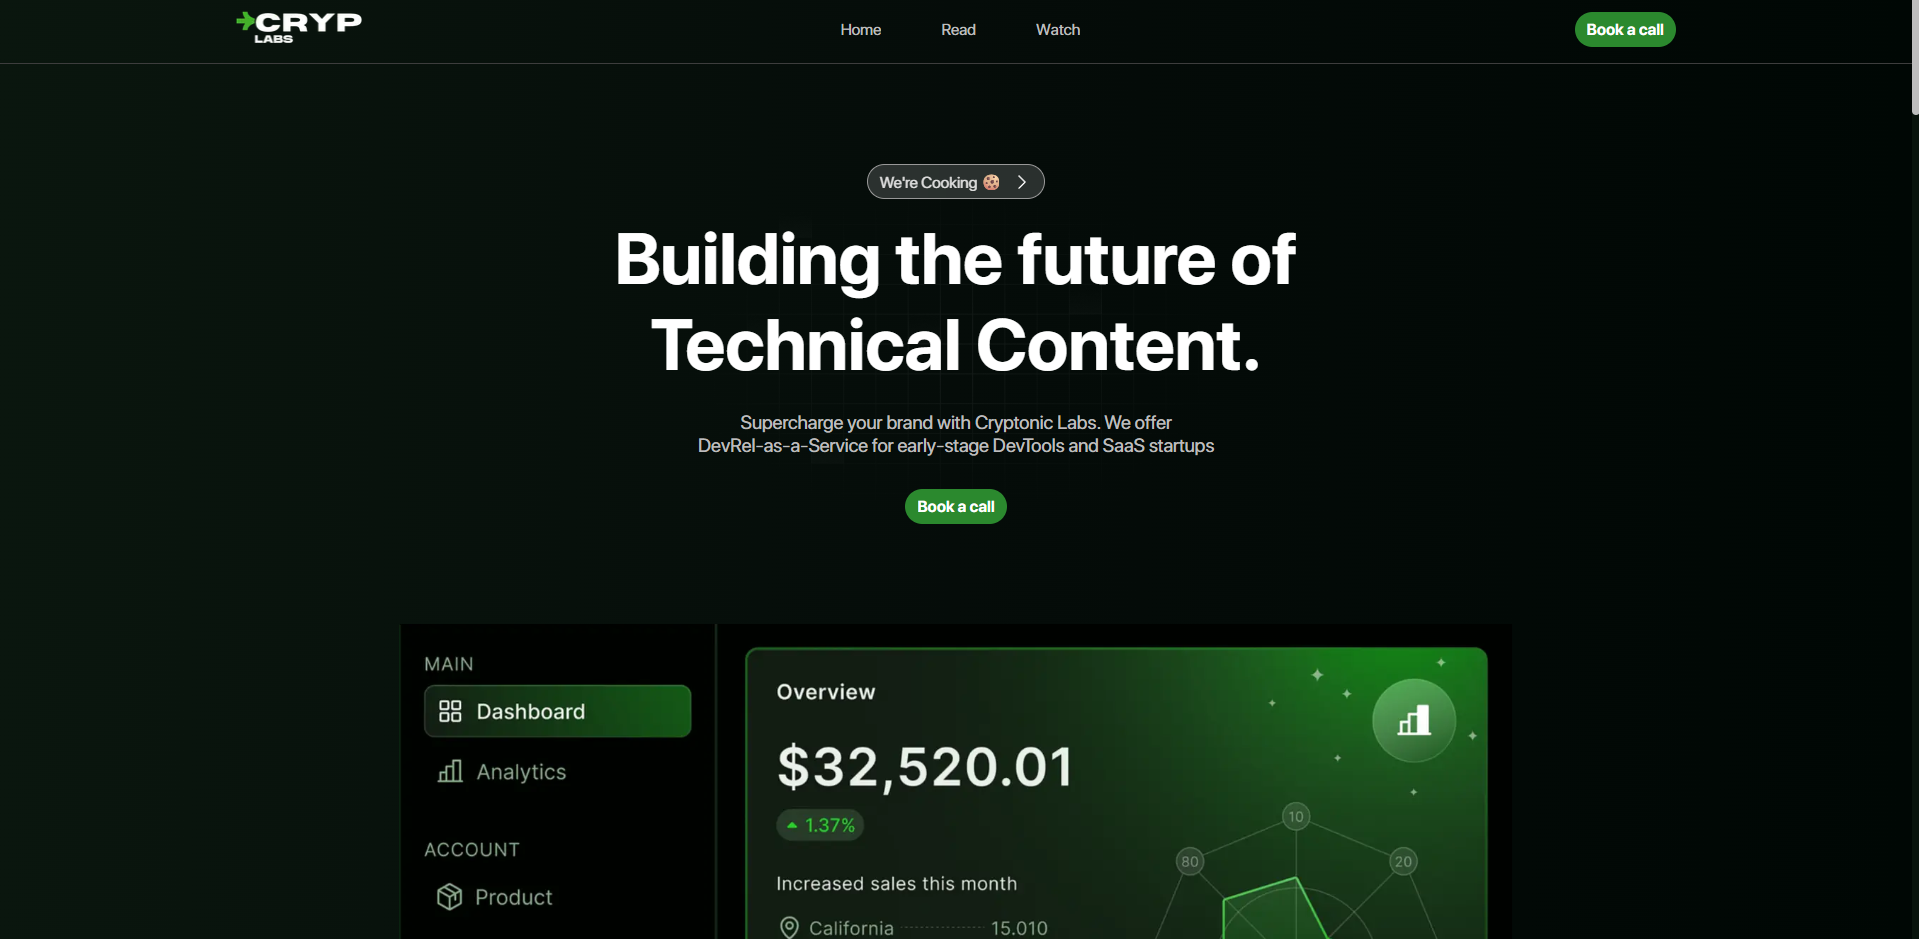 CRYP
LABS
Home
Read
Watch
Book a call
We're Cooking 🍪
Building the future of
Technical Content.
Supercharge your brand with Cryptonic Labs. We offer
DevRel-as-a-Service for early-stage DevTools and SaaS startups
Book a call
MAIN
Dashboard
Analytics
ACCOUNT
Product
Overview
$32,520.01
1.37%
Increased sales this month
California 15.010
10
80
20